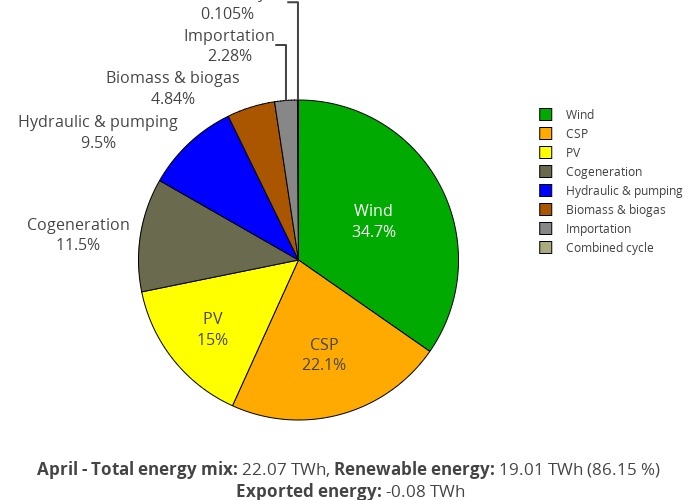 0.105%
Importation
2.28%
Biomass & biogas
4.84%
Hydraulic & pumping
9.5%
Cogeneration
11.5%
Wind
34.7%
PV
15%
CSP
22.1%
Wind
CSP
PV
Cogeneration
Hydraulic & pumping
Biomass & biogas
Importation
Combined cycle
April - Total energy mix: 22.07 TWh, Renewable energy: 19.01 TWh (86.15 %)
Exported energy: -0.08 TWh